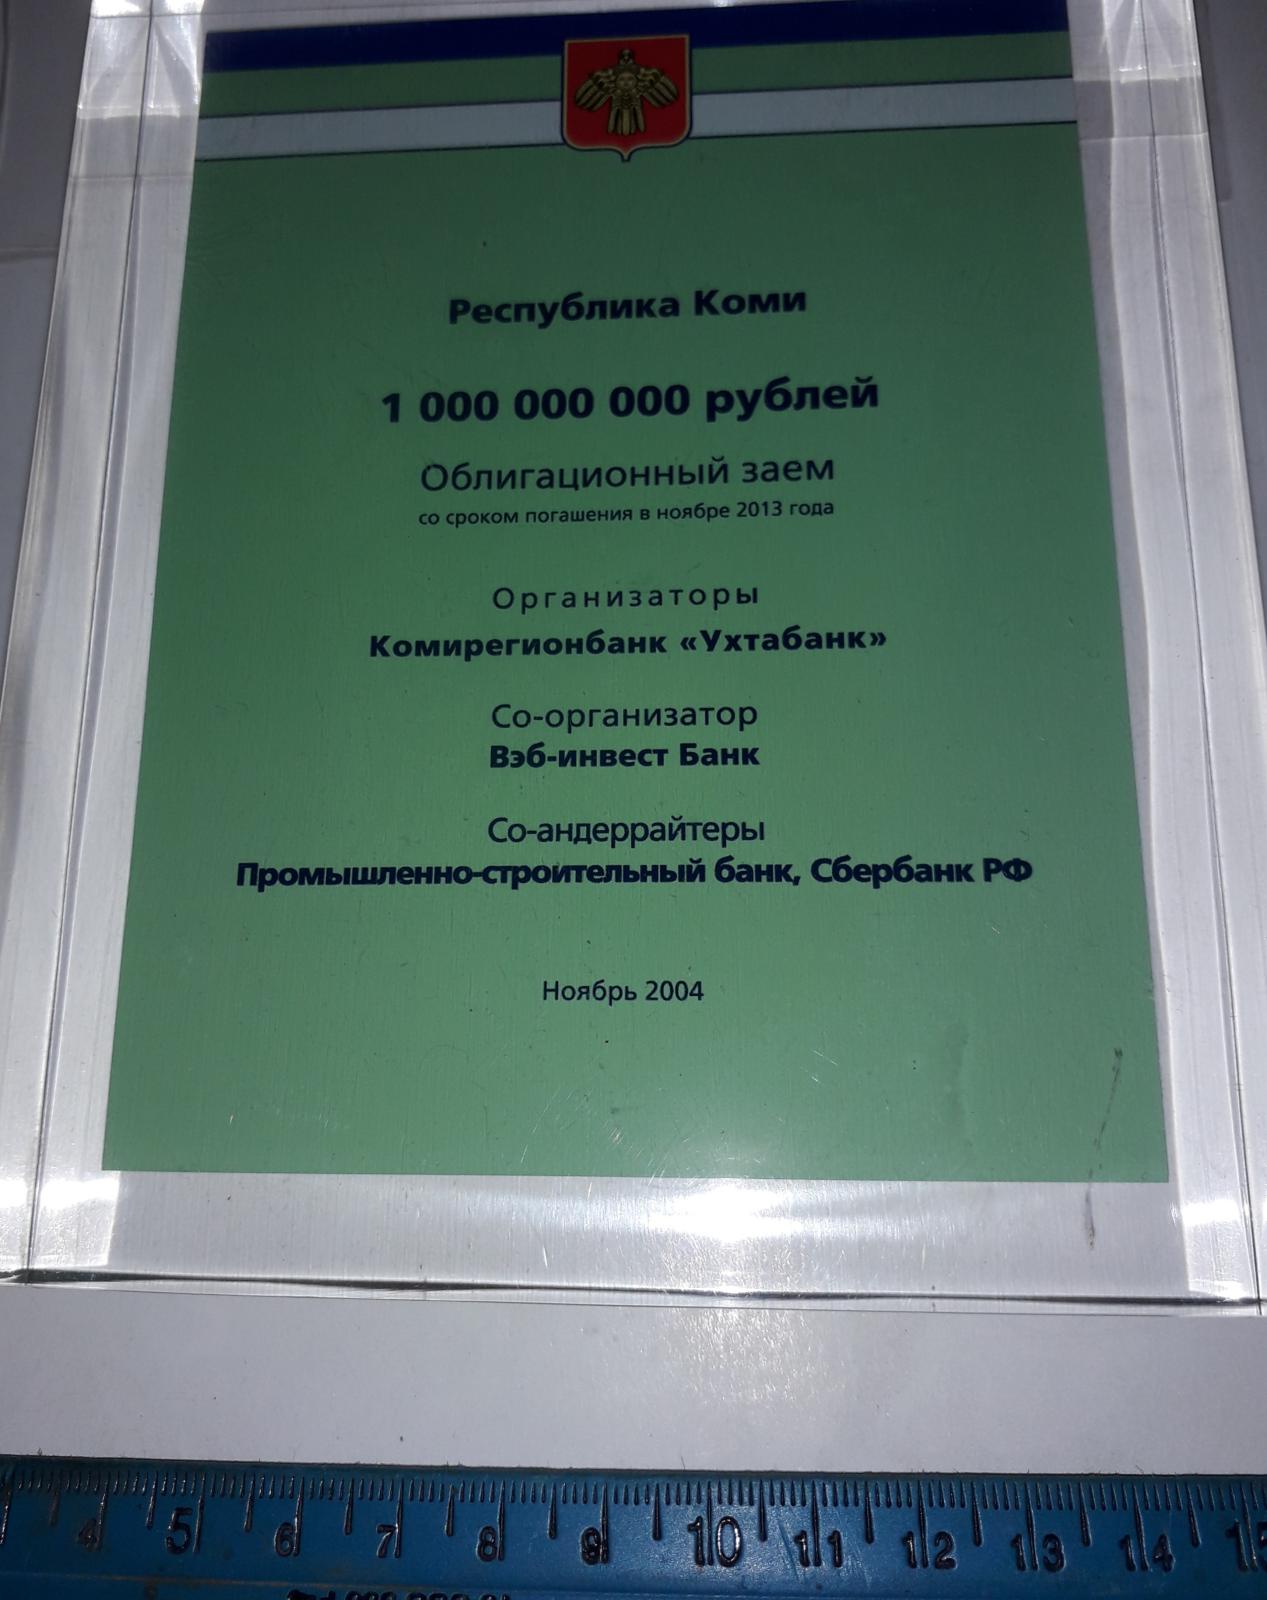 Республика Коми
1 000 000 000 рублей
Облигационный заем
со сроком погашения в ноябре 2013 года
Организаторы
Комирегионбанк «Ухтабанк»
Со-организатор
Вэб-инвест Банк
Со-андеррайтеры
Промышленно-строительный банк, Сбербанк РФ
Ноябрь 2004
4 5 6 7 8 9 10 11 12 13 14 15